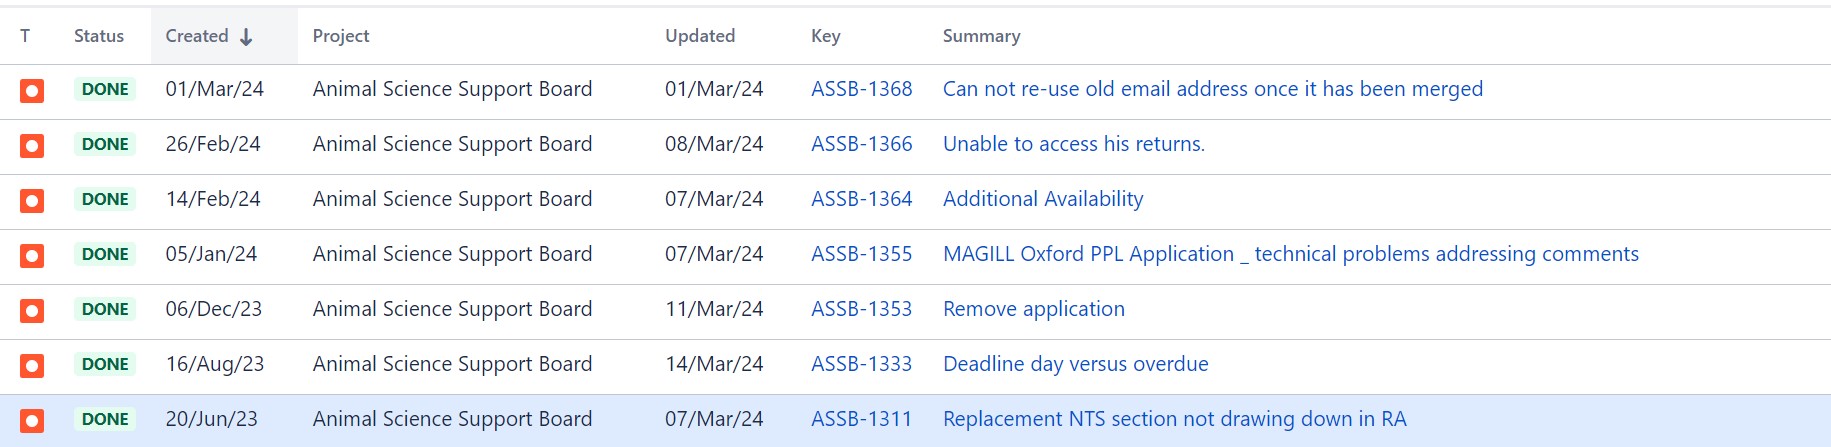 T Status Created ↓ Project Updated Key Summary
DONE 01/Mar/24 Animal Science Support Board 01/Mar/24 ASSB-1368 Can not re-use old email address once it has been merged
DONE 26/Feb/24 Animal Science Support Board 08/Mar/24 ASSB-1366 Unable to access his returns.
DONE 14/Feb/24 Animal Science Support Board 07/Mar/24 ASSB-1364 Additional Availability
DONE 05/Jan/24 Animal Science Support Board 07/Mar/24 ASSB-1355 MAGILL Oxford PPL Application _ technical problems addressing comments
DONE 06/Dec/23 Animal Science Support Board 11/Mar/24 ASSB-1353 Remove application
DONE 16/Aug/23 Animal Science Support Board 14/Mar/24 ASSB-1333 Deadline day versus overdue
DONE 20/Jun/23 Animal Science Support Board 07/Mar/24 ASSB-1311 Replacement NTS section not drawing down in RA